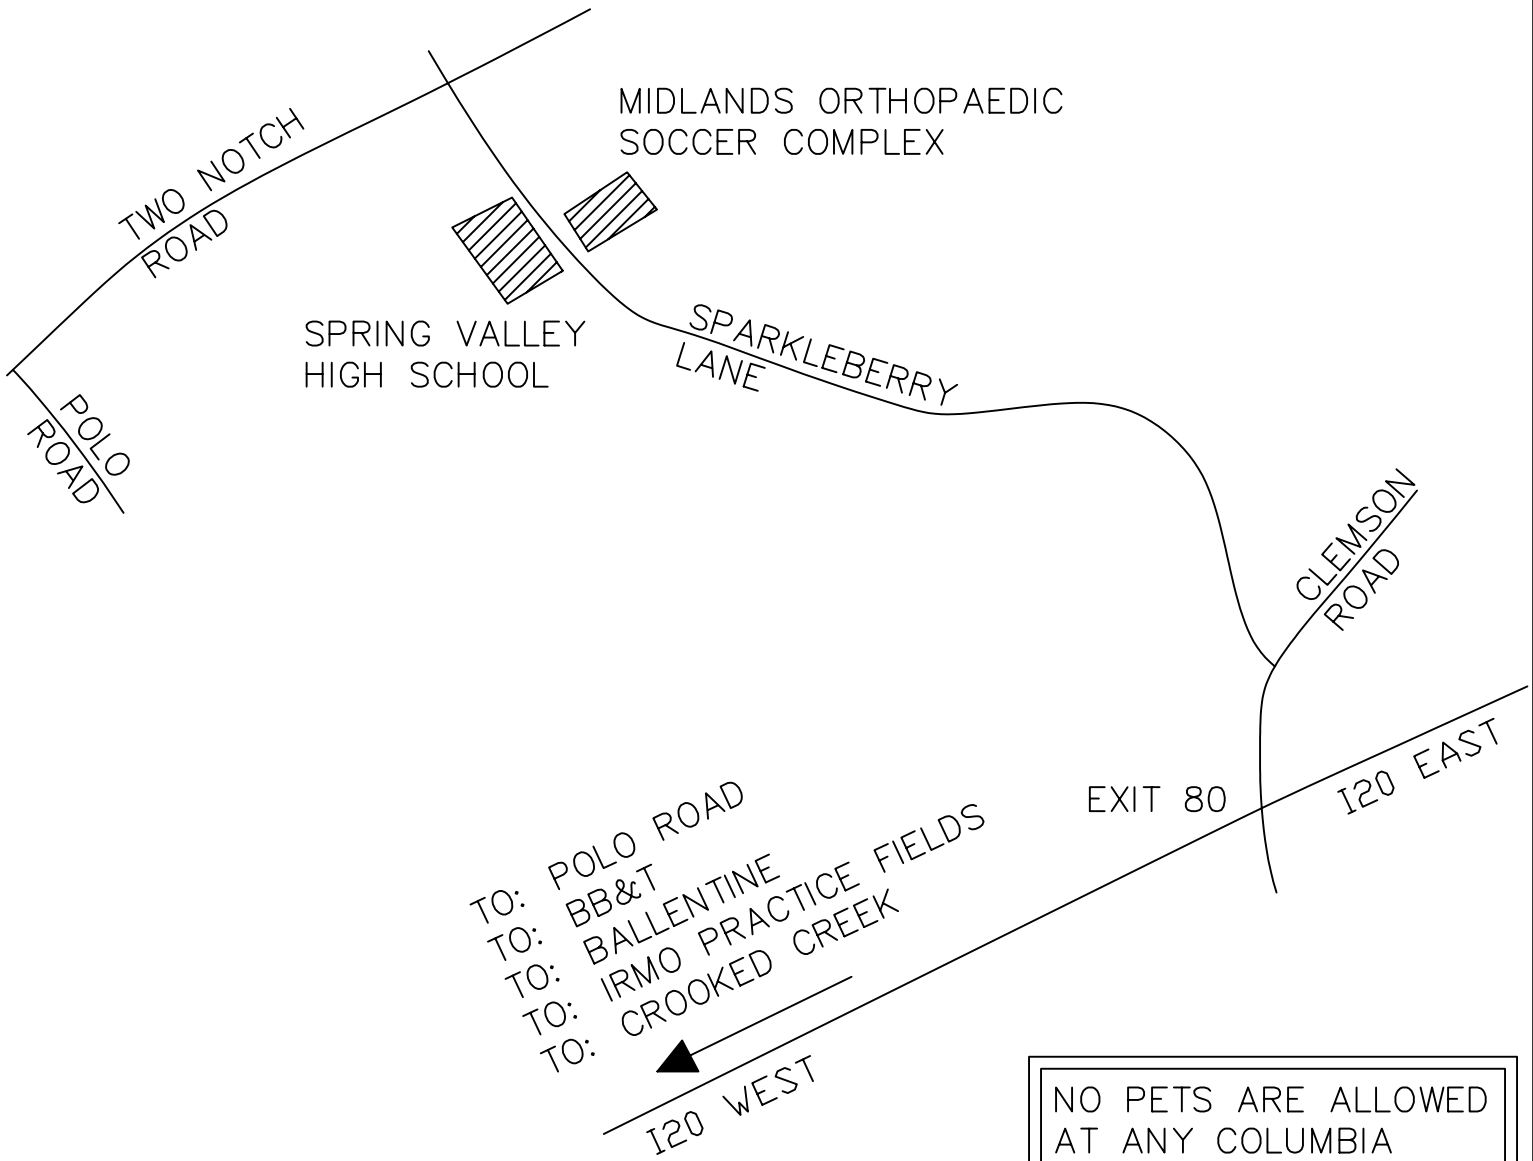 MIDLANDS ORTHOPAEDIC
SOCCER COMPLEX
TWO NOTCH
ROAD
SPRING VALLEY
HIGH SCHOOL
SPARKLEBERRY
LANE
POLO
ROAD
CLEMSON
ROAD
I20 EAST
EXIT 80
TO: POLO ROAD
TO: BB&T
TO: BALLENTINE
TO: IRMO PRACTICE FIELDS
TO: CROOKED CREEK
I20 WEST
NO PETS ARE ALLOWED
AT ANY COLUMBIA